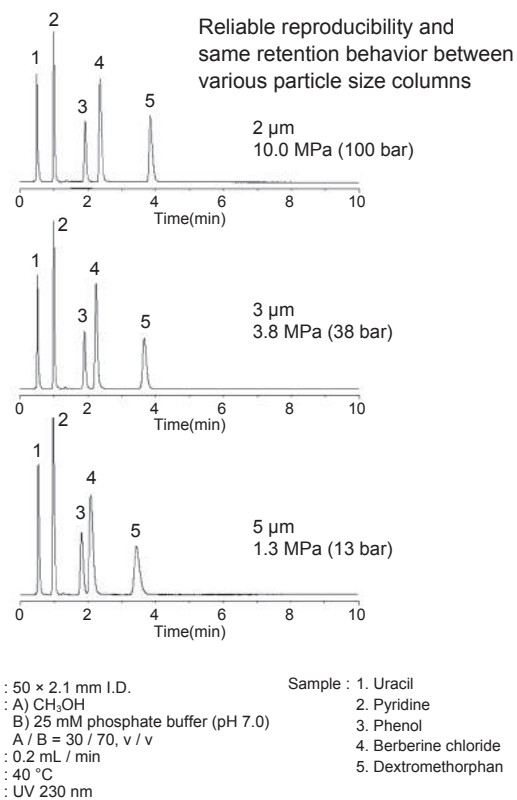 Reliable reproducibility and
same retention behavior between
various particle size columns
1
2
3
4
5
2 µm
10.0 MPa (100 bar)
0 2 4 6 8 10
Time(min)
1
2
3
4
5
3 µm
3.8 MPa (38 bar)
0 2 4 6 8 10
Time(min)
1
2
3
4
5
5 µm
1.3 MPa (13 bar)
0 2 4 6 8 10
Time(min)
: 50 × 2.1 mm I.D.
: A) CH₃OH
B) 25 mM phosphate buffer (pH 7.0)
A / B = 30 / 70, v / v
: 0.2 mL / min
: 40 °C
: UV 230 nm
Sample : 1. Uracil
2. Pyridine
3. Phenol
4. Berberine chloride
5. Dextromethorphan